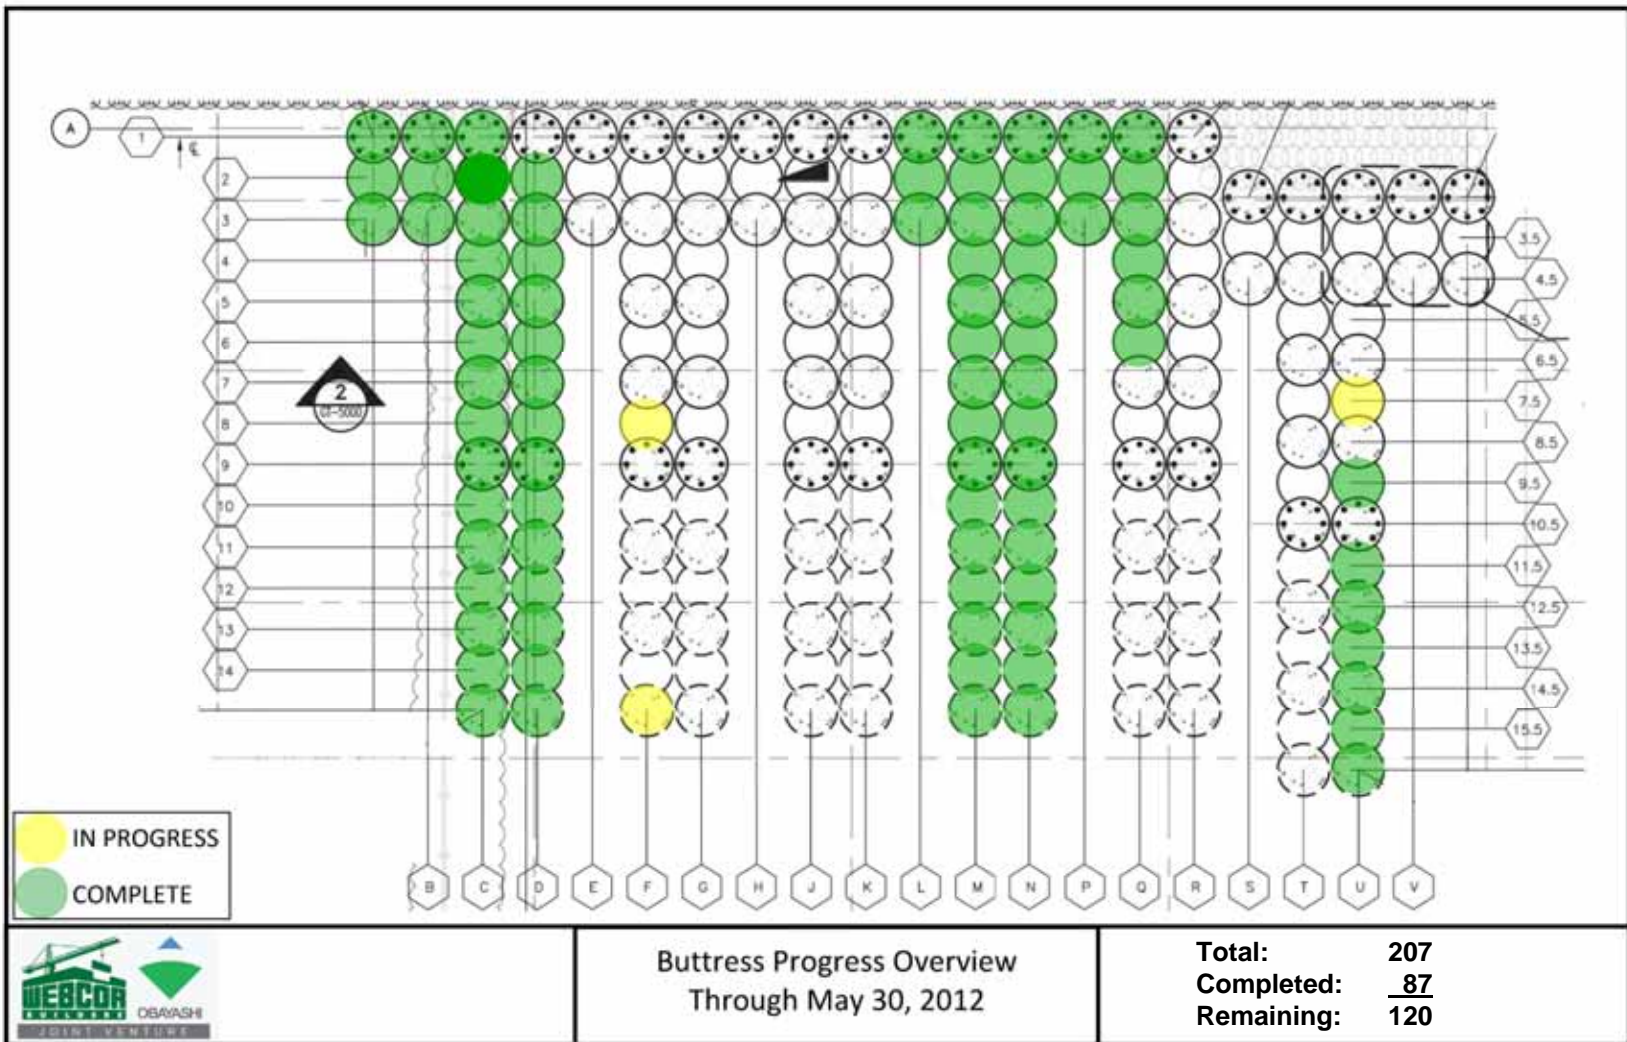 A
1
2
3
4
5
6
7
8
9
10
11
12
13
14
2
CT-5000
3.5
4.5
5.5
6.5
7.5
8.5
9.5
10.5
11.5
12.5
13.5
14.5
15.5
B C D E F G H J K L M N P Q R S T U V
IN PROGRESS
COMPLETE
WEBCOR
BUILDERS
OBAYASHI
JOINT VENTURE
Buttress Progress Overview
Through May 30, 2012
Total: 207
Completed: 87
Remaining: 120